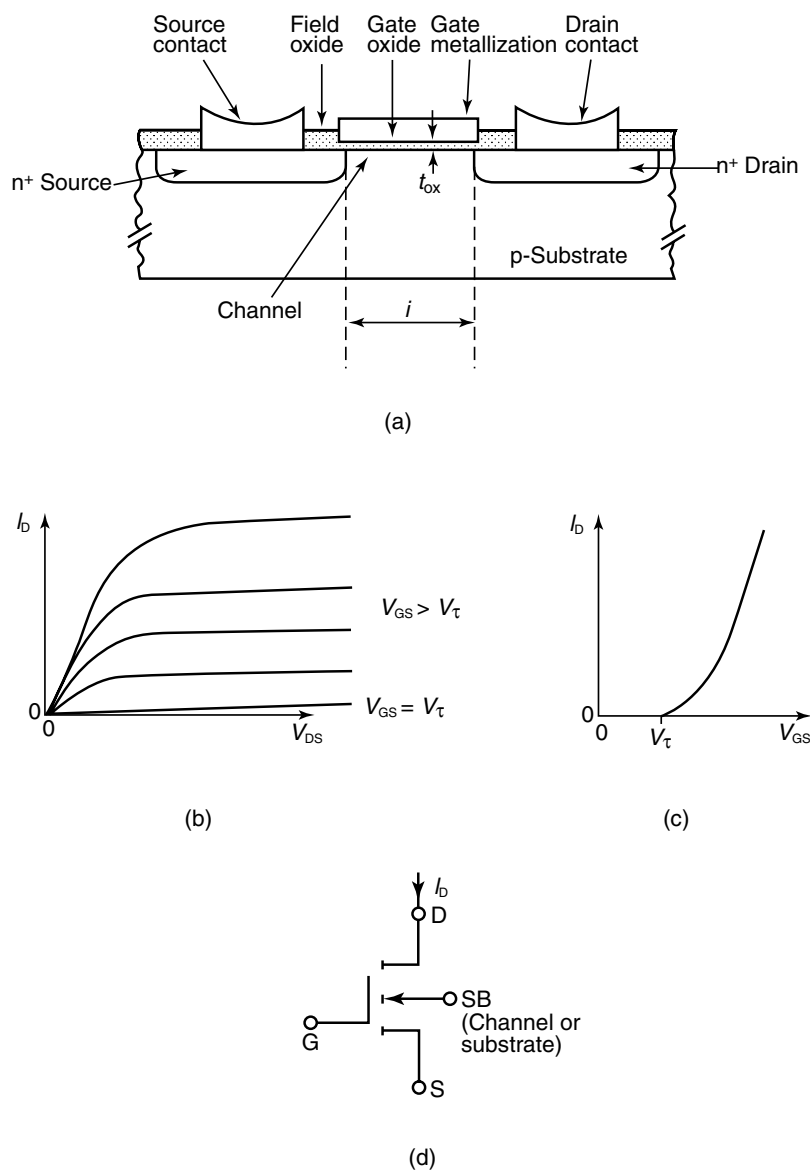 Source contact
Field oxide
Gate oxide
Gate metallization
Drain contact
n⁺ Source
n⁺ Drain
t_ox
p-Substrate
Channel
i
(a)
I_D
V_GS > V_τ
V_GS = V_τ
0
0
V_DS
(b)
I_D
0
0
V_τ
V_GS
(c)
I_D
D
SB
(Channel or
substrate)
G
S
(d)